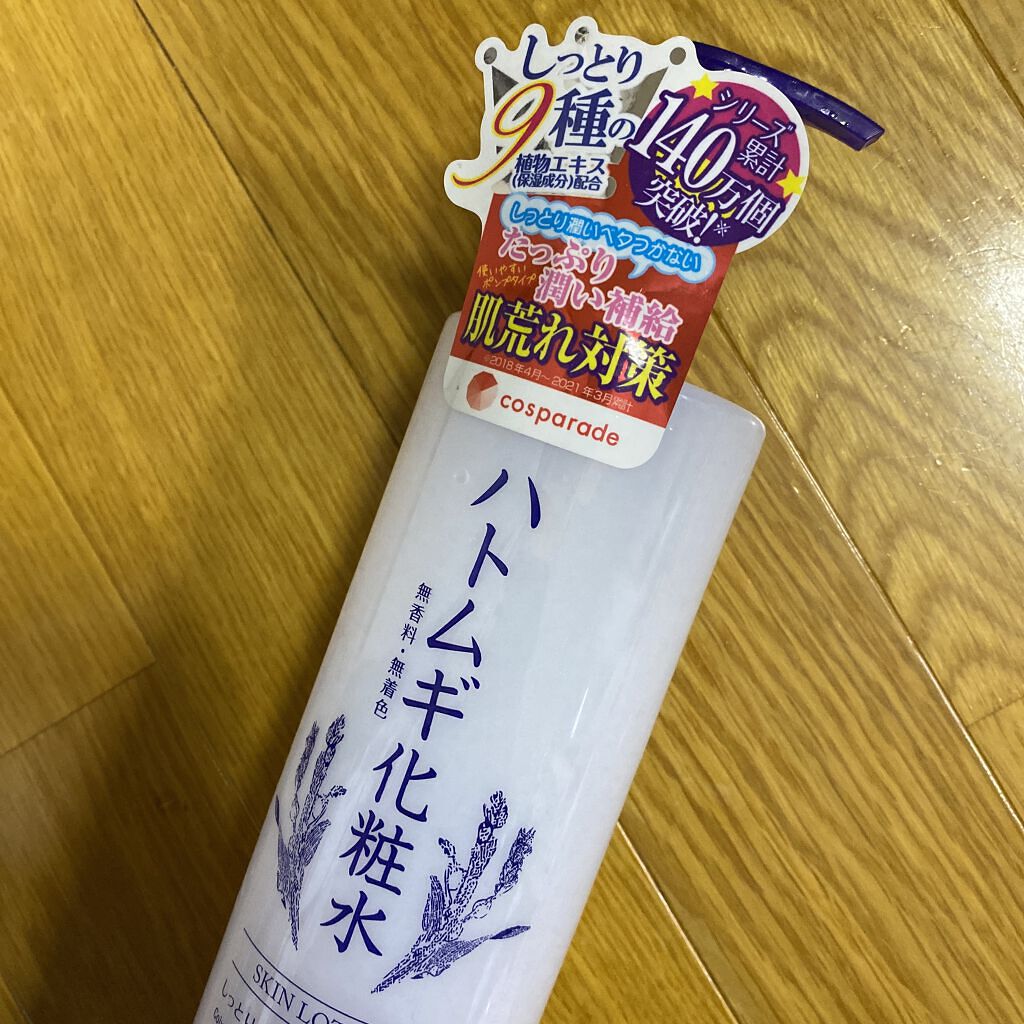 しっとり
9種の
植物エキス
(保湿成分)配合
シリーズ
累計
140万個
突破!※
しっとり潤いベタつかない
たっぷり
使いやすい
ポンプタイプ
潤い補給
肌荒れ対策
※2018年4月~2021年3月
cosparade
ハトムギ化粧水
無香料・無着色
SKIN LOT
しっとり